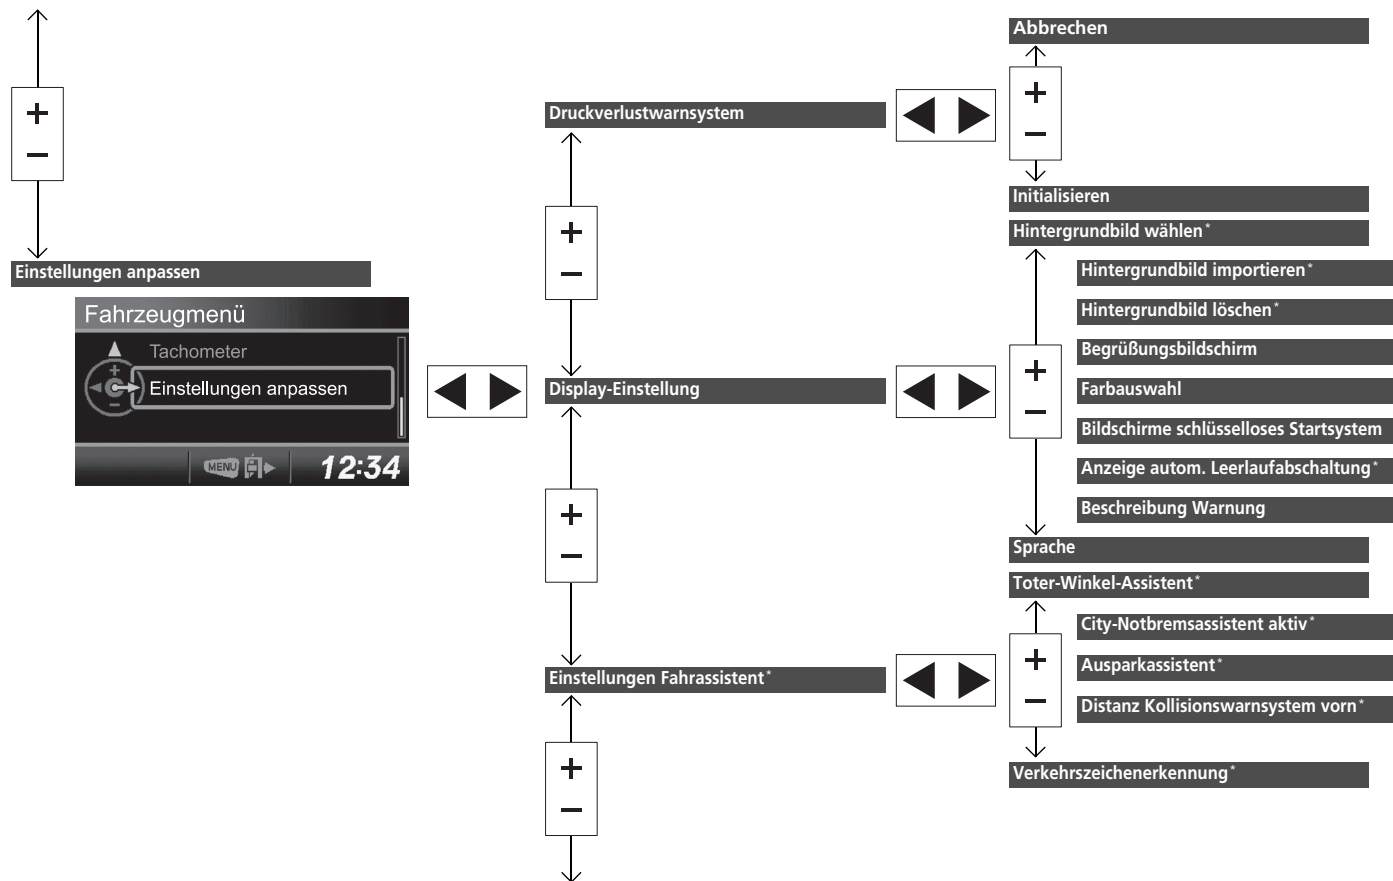 Abbrechen
+
−
Druckverlustwarnsystem
+
−
Initialisieren
Hintergrundbild wählen*
+
−
Einstellungen anpassen
Hintergrundbild importieren*
Hintergrundbild löschen*
Fahrzeugmenü
Tachometer
+
Einstellungen anpassen
−
MENU
12:34
Display-Einstellung
+
−
Begrüßungsbildschirm
Farbauswahl
Bildschirme schlüsselloses Startsystem
Anzeige autom. Leerlaufabschaltung*
Beschreibung Warnung
+
−
Sprache
Toter-Winkel-Assistent*
City-Notbremsassistent aktiv*
+
−
Einstellungen Fahrassistent*
Ausparkassistent*
Distanz Kollisionswarnsystem vorn*
Verkehrszeichenerkennung*
+
−